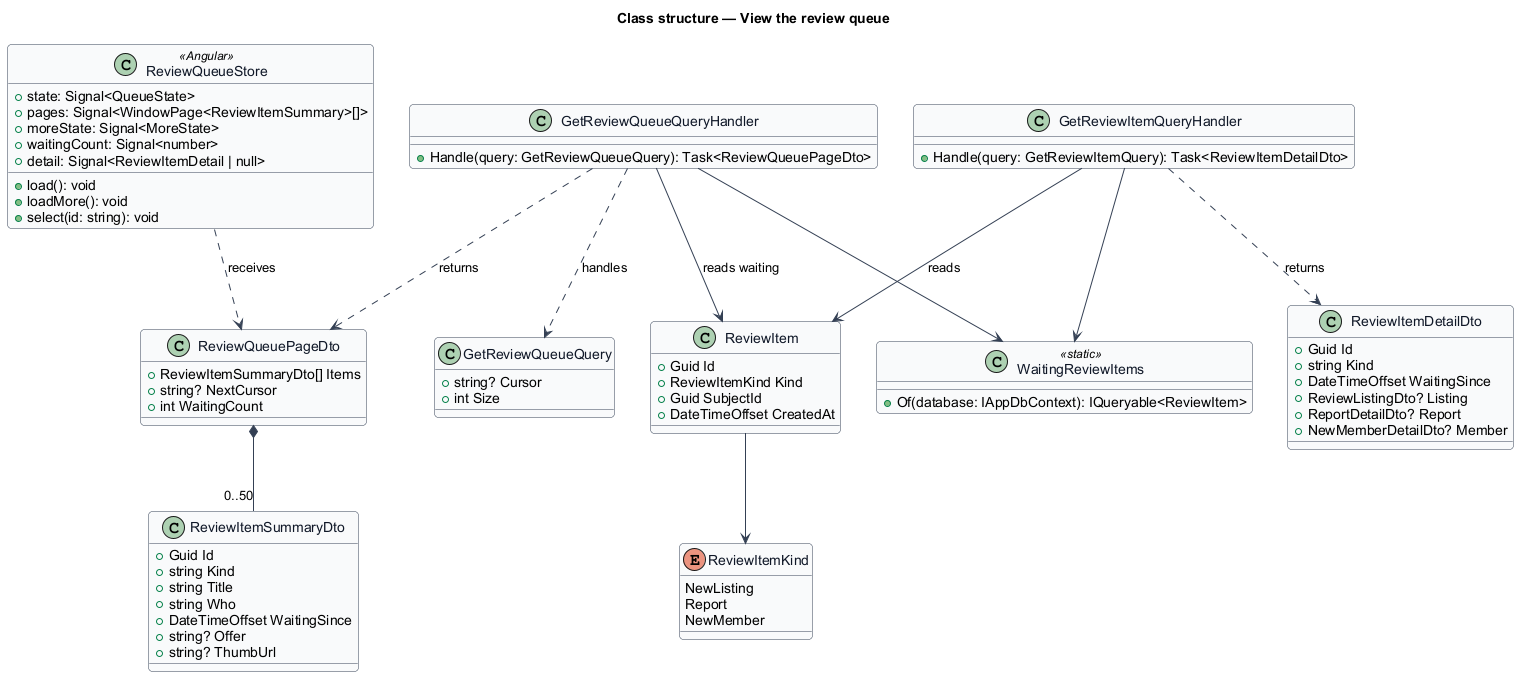 Class structure — View the review queue
«Angular»
C ReviewQueueStore
state: Signal<QueueState>
pages: Signal<WindowPage<ReviewItemSummary>[]>
moreState: Signal<MoreState>
waitingCount: Signal<number>
detail: Signal<ReviewItemDetail | null>
load(): void
loadMore(): void
select(id: string): void
C GetReviewQueueQueryHandler
Handle(query: GetReviewQueueQuery): Task<ReviewQueuePageDto>
C GetReviewItemQueryHandler
Handle(query: GetReviewItemQuery): Task<ReviewItemDetailDto>
receives
returns
handles
reads waiting
reads
returns
C ReviewQueuePageDto
ReviewItemSummaryDto[] Items
string? NextCursor
int WaitingCount
C GetReviewQueueQuery
string? Cursor
int Size
C ReviewItem
Guid Id
ReviewItemKind Kind
Guid SubjectId
DateTimeOffset CreatedAt
«static»
C WaitingReviewItems
Of(database: IAppDbContext): IQueryable<ReviewItem>
C ReviewItemDetailDto
Guid Id
string Kind
DateTimeOffset WaitingSince
ReviewListingDto? Listing
ReportDetailDto? Report
NewMemberDetailDto? Member
0..50
C ReviewItemSummaryDto
Guid Id
string Kind
string Title
string Who
DateTimeOffset WaitingSince
string? Offer
string? ThumbUrl
E ReviewItemKind
NewListing
Report
NewMember